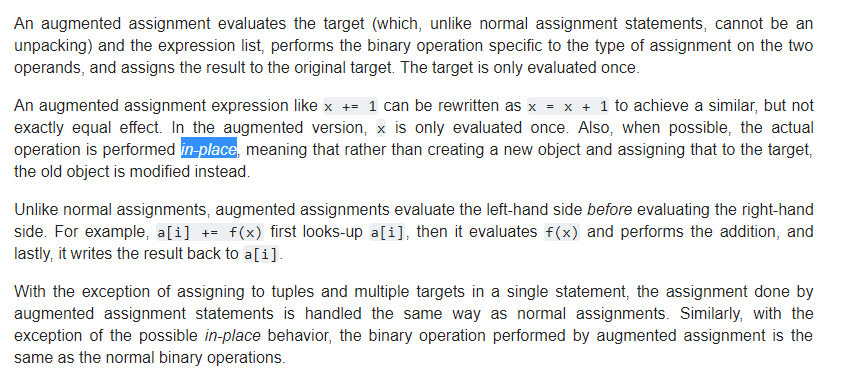 An augmented assignment evaluates the target (which, unlike normal assignment statements, cannot be an
unpacking) and the expression list, performs the binary operation specific to the type of assignment on the two
operands, and assigns the result to the original target. The target is only evaluated once.
An augmented assignment expression like x += 1 can be rewritten as x = x + 1 to achieve a similar, but not
exactly equal effect. In the augmented version, x is only evaluated once. Also, when possible, the actual
operation is performed in-place, meaning that rather than creating a new object and assigning that to the target,
the old object is modified instead.
Unlike normal assignments, augmented assignments evaluate the left-hand side before evaluating the right-hand
side. For example, a[i] += f(x) first looks-up a[i], then it evaluates f(x) and performs the addition, and
lastly, it writes the result back to a[i].
With the exception of assigning to tuples and multiple targets in a single statement, the assignment done by
augmented assignment statements is handled the same way as normal assignments. Similarly, with the
exception of the possible in-place behavior, the binary operation performed by augmented assignment is the
same as the normal binary operations.